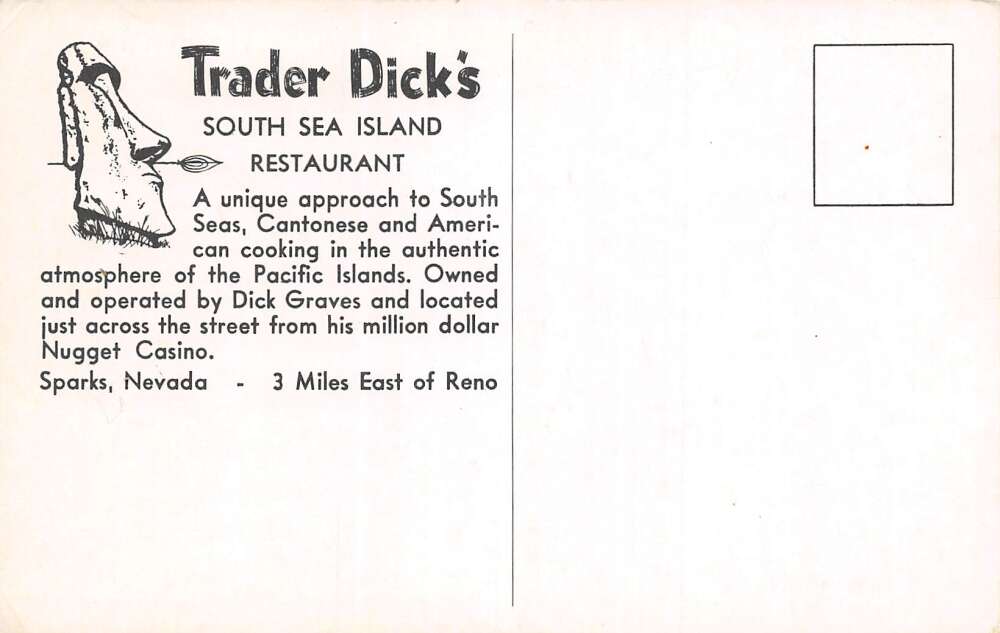 Trader Dick's
SOUTH SEA ISLAND
RESTAURANT
A unique approach to South
Seas, Cantonese and Ameri-
can cooking in the authentic
atmosphere of the Pacific Islands. Owned
and operated by Dick Graves and located
just across the street from his million dollar
Nugget Casino.
Sparks, Nevada - 3 Miles East of Reno